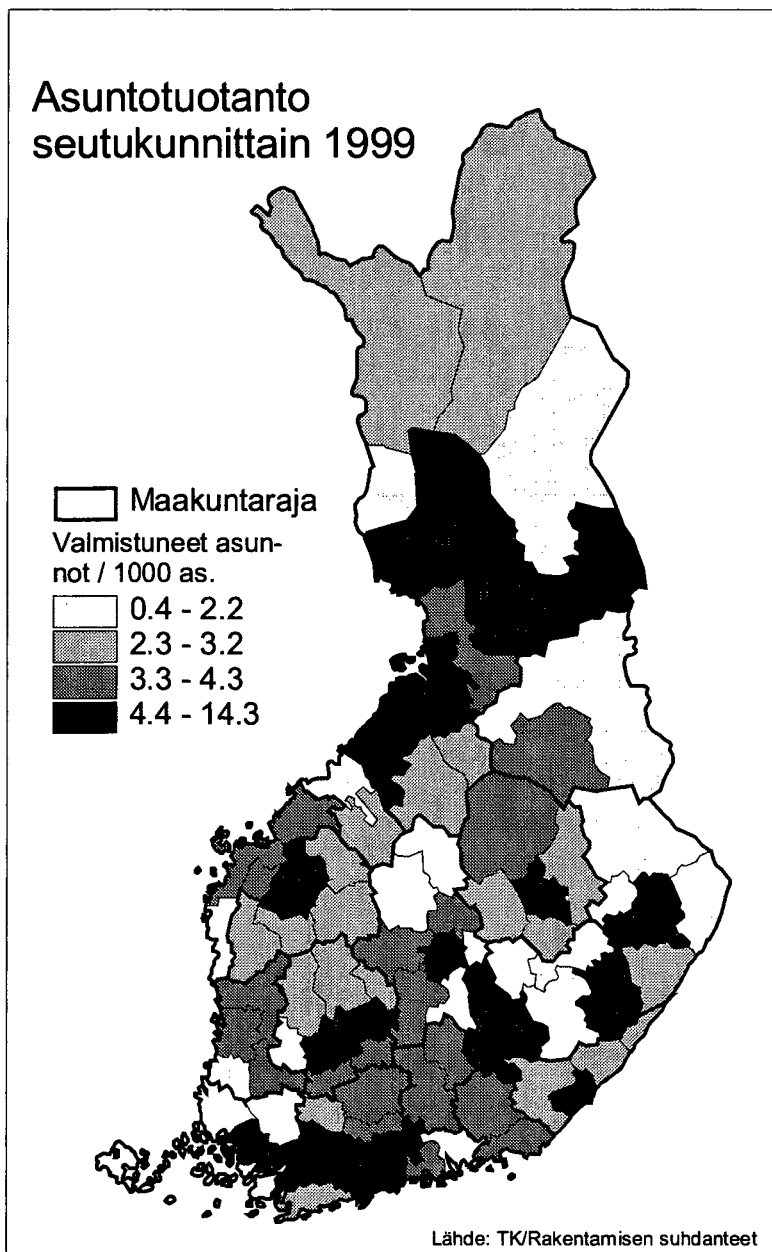 Asuntotuotanto
seutukunnittain 1999
Maakuntaraja
Valmistuneet asun-
not / 1000 as.
0.4 - 2.2
2.3 - 3.2
3.3 - 4.3
4.4 - 14.3
Lähde: TK/Rakentamisen suhdanteet